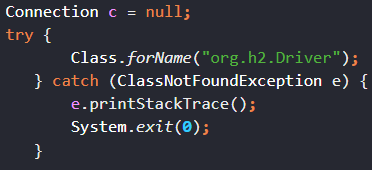 Connection c = null;
try {
        Class.forName("org.h2.Driver");
    } catch (ClassNotFoundException e) {
        e.printStackTrace();
        System.exit(0);
    }